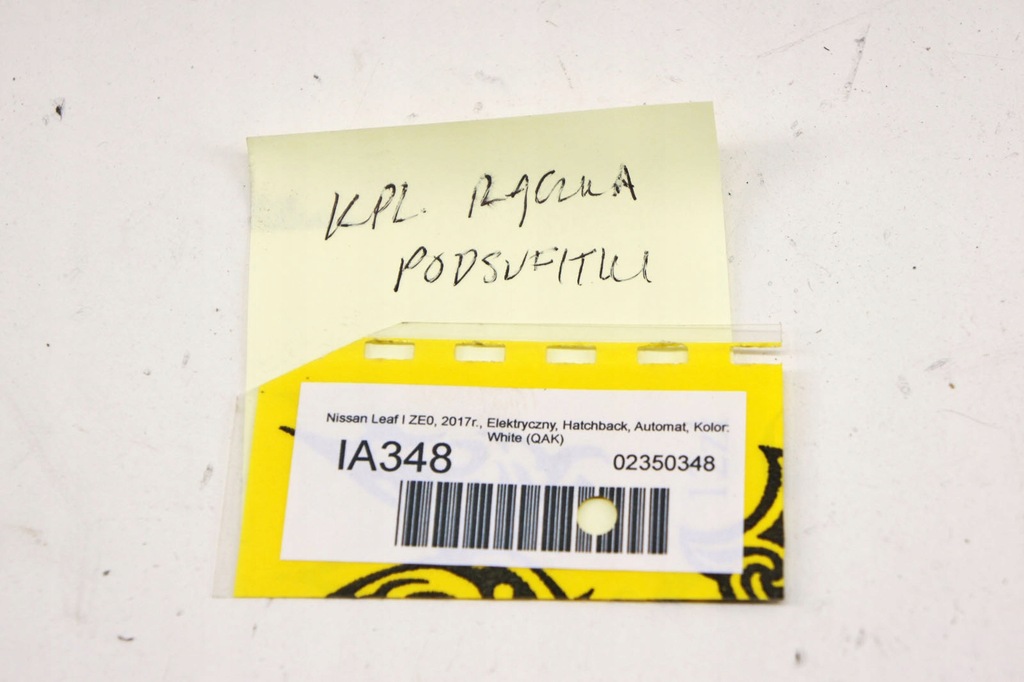 KPL. RĄCZKA
PODSUFITKI
Nissan Leaf I ZE0, 2017r., Elektryczny, Hatchback, Automat, Kolor:
White (QAK)
IA348
02350348